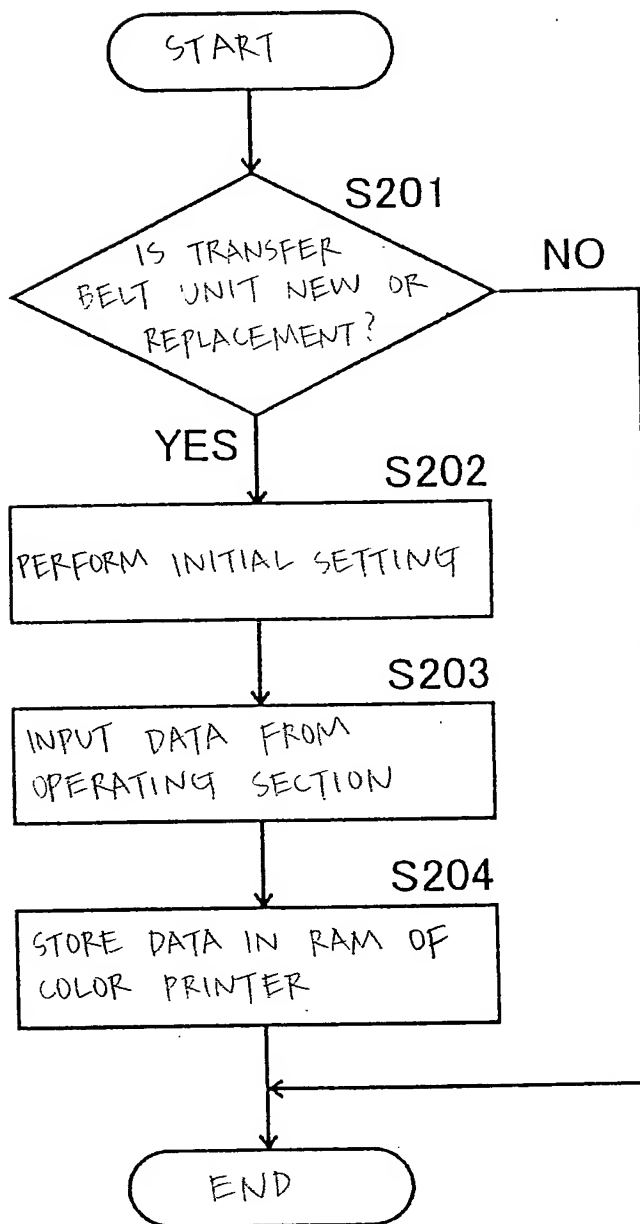 START
S201
IS TRANSFER
BELT UNIT NEW OR
REPLACEMENT?
NO
YES
S202
PERFORM INITIAL SETTING
S203
INPUT DATA FROM
OPERATING SECTION
S204
STORE DATA IN RAM OF
COLOR PRINTER
END